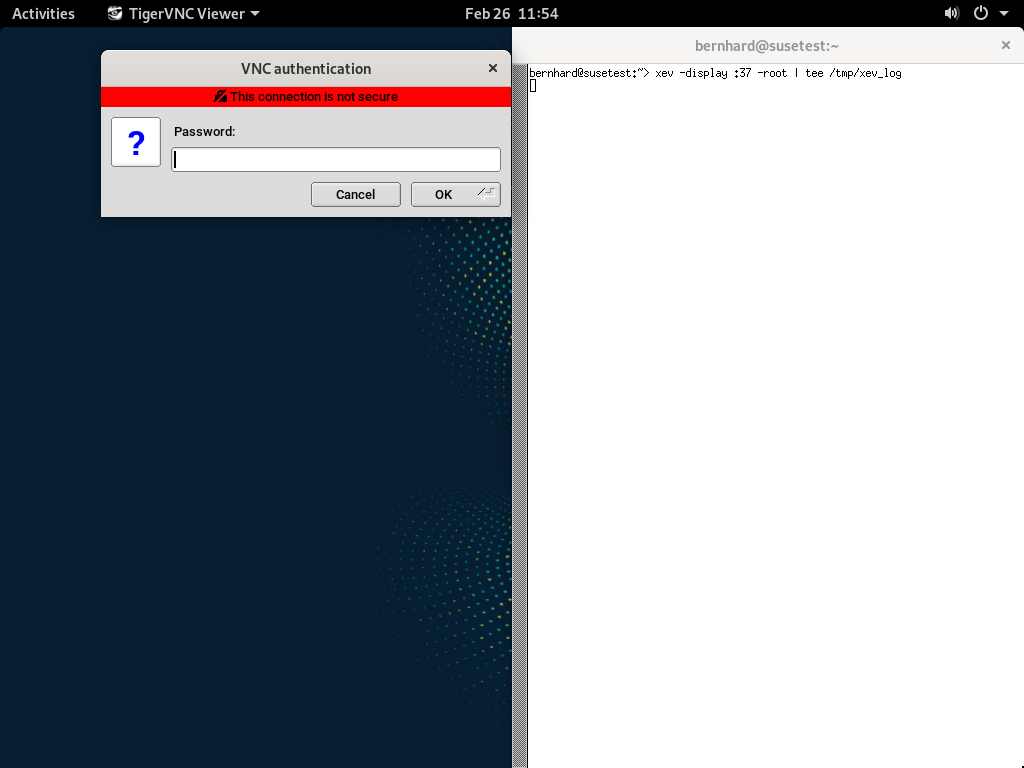 Activities TigerVNC Viewer Feb 26 11:54
VNC authentication
This connection is not secure
?
Password:
Cancel OK
bernhard@susetest:~
bernhard@susetest:~> xev -display :37 -root | tee /tmp/xev_log